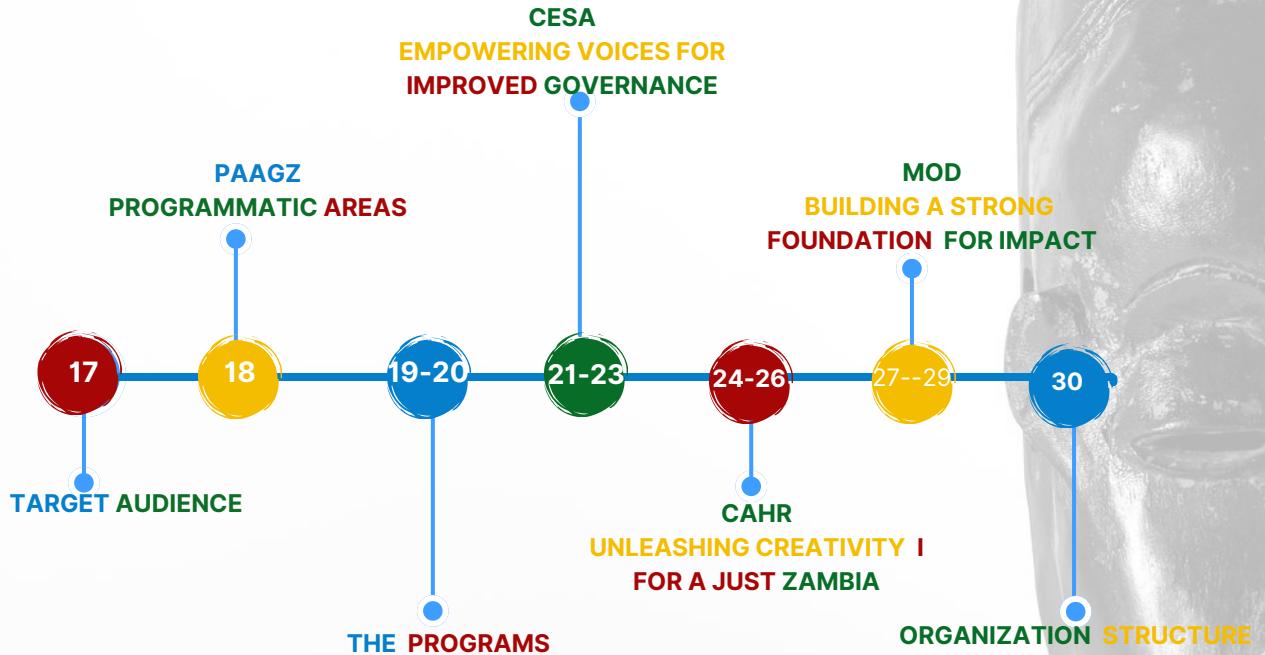 CESA
EMPOWERING VOICES FOR
IMPROVED GOVERNANCE
PAAGZ
PROGRAMMATIC AREAS
MOD
BUILDING A STRONG
FOUNDATION FOR IMPACT
17
18
19-20
21-23
24-26
27--29
30
TARGET AUDIENCE
CAHR
UNLEASHING CREATIVITY I
FOR A JUST ZAMBIA
THE PROGRAMS
ORGANIZATION STRUCTURE